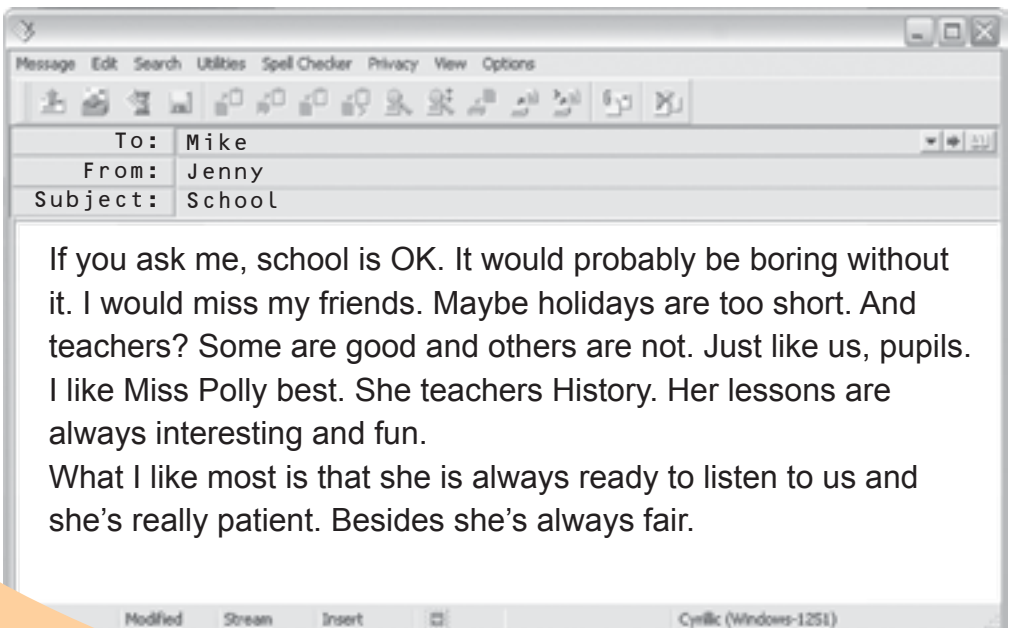 Message Edit Search Utilities Spell Checker Privacy View Options
To: Mike
From: Jenny
Subject: School
If you ask me, school is OK. It would probably be boring without
it. I would miss my friends. Maybe holidays are too short. And
teachers? Some are good and others are not. Just like us, pupils.
I like Miss Polly best. She teachers History. Her lessons are
always interesting and fun.
What I like most is that she is always ready to listen to us and
she's really patient. Besides she's always fair.
Modified Stream Insert Cyrillic (Windows-1251)